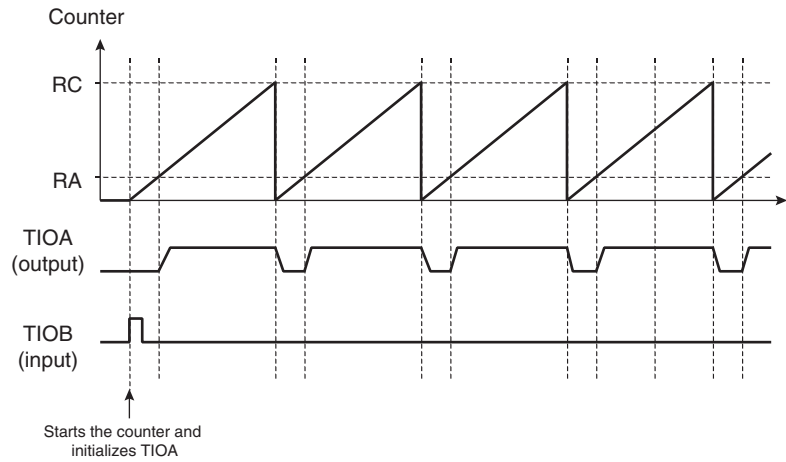 Counter
RC
RA
TIOA
(output)
TIOB
(input)
Starts the counter and
initializes TIOA